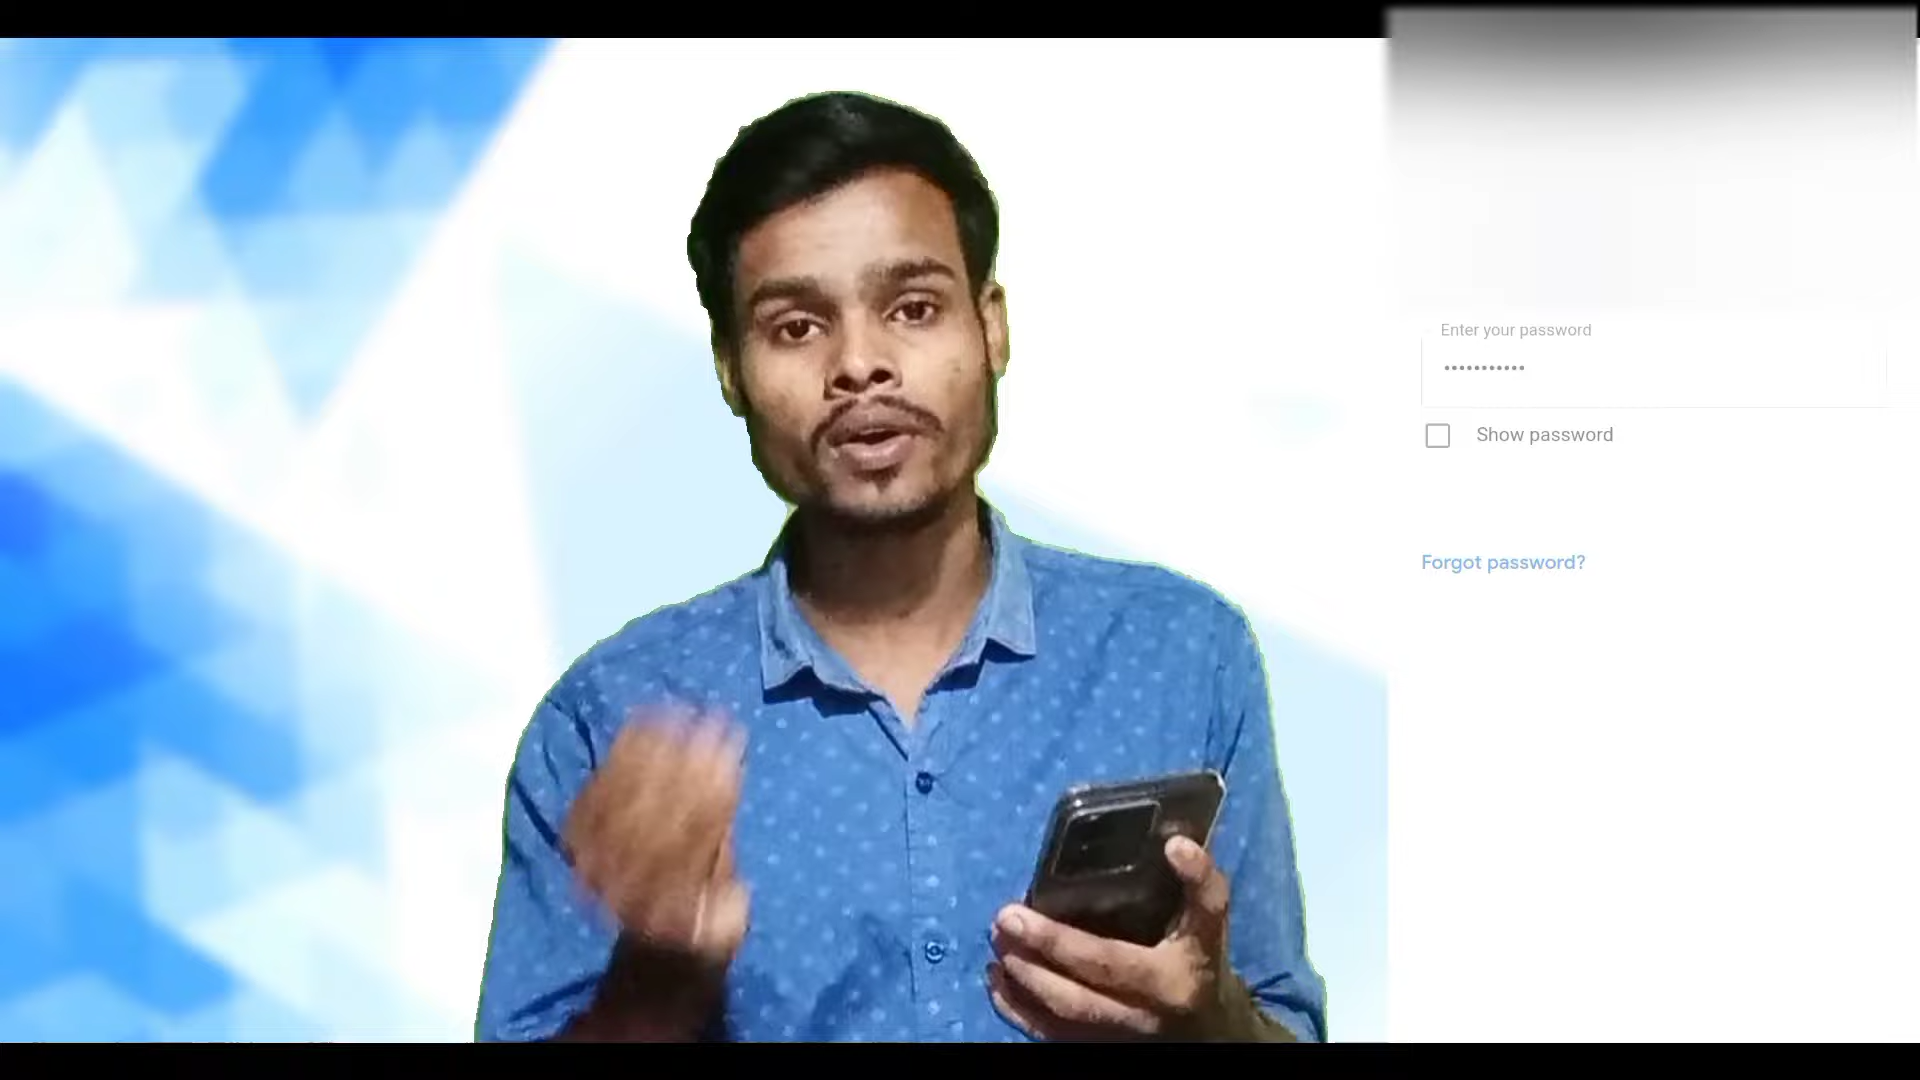 Enter your password
•••••••••••
Show password
Forgot password?